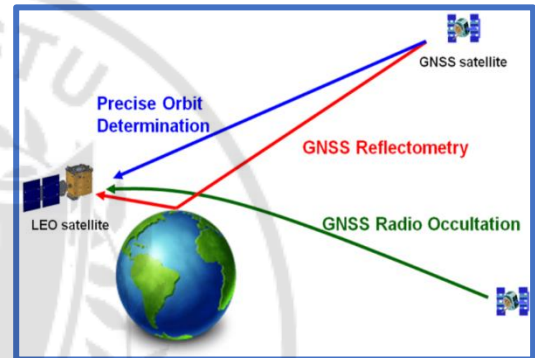 GNSS satellite
Precise Orbit
Determination
GNSS Reflectometry
LEO satellite
GNSS Radio Occultation